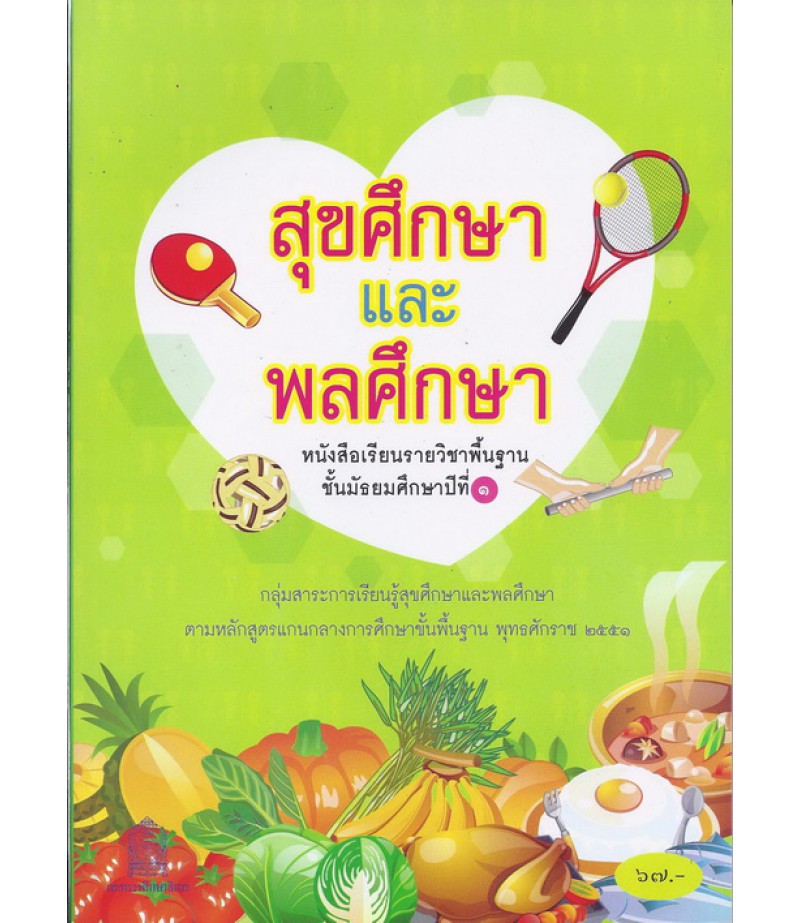 สุขศึกษา
และ
พลศึกษา
หนังสือเรียนรายวิชาพื้นฐาน
ชั้นมัธยมศึกษาปีที่ ๑
กลุ่มสาระการเรียนรู้สุขศึกษาและพลศึกษา
ตามหลักสูตรแกนกลางการศึกษาขั้นพื้นฐาน พุทธศักราช ๒๕๕๑
๖๗.-